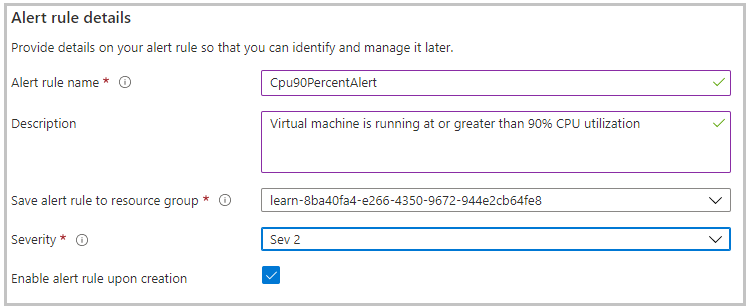 Alert rule details
Provide details on your alert rule so that you can identify and manage it later.
Alert rule name * Cpu90PercentAlert
Description Virtual machine is running at or greater than 90% CPU utilization
Save alert rule to resource group * learn-8ba40fa4-e266-4350-9672-944e2cb64fe8
Severity * Sev 2
Enable alert rule upon creation